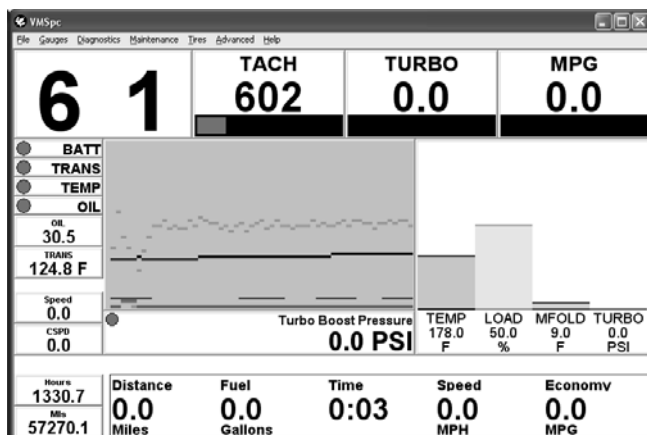 VMSpc
File Gauges Diagnostics Maintenance Tires Advanced Help
6 1
TACH
602
TURBO
0.0
MPG
0.0
BATT
TRANS
TEMP
OIL
OIL
30.5
TRANS
124.8 F
Speed
0.0
CSPD
0.0
Turbo Boost Pressure
0.0 PSI
TEMP LOAD MFOLD TURBO
178.0 50.0 9.0 0.0
F % F PSI
Hours
1330.7
Mls
57270.1
Distance Fuel Time Speed Economy
0.0 0.0 0:03 0.0 0.0
Miles Gallons MPH MPG